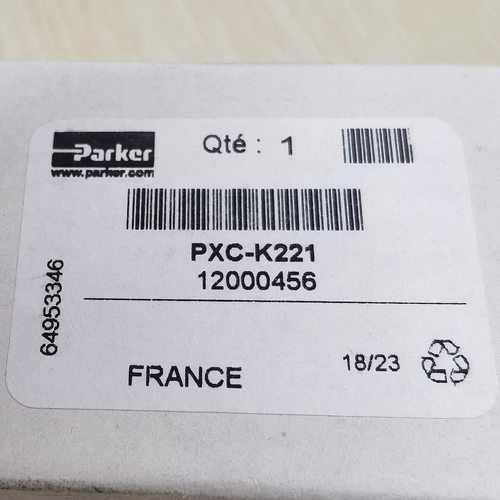 Parker
www.parker.com
Qté : 1
PXC-K221
12000456
64953346
FRANCE
18/23